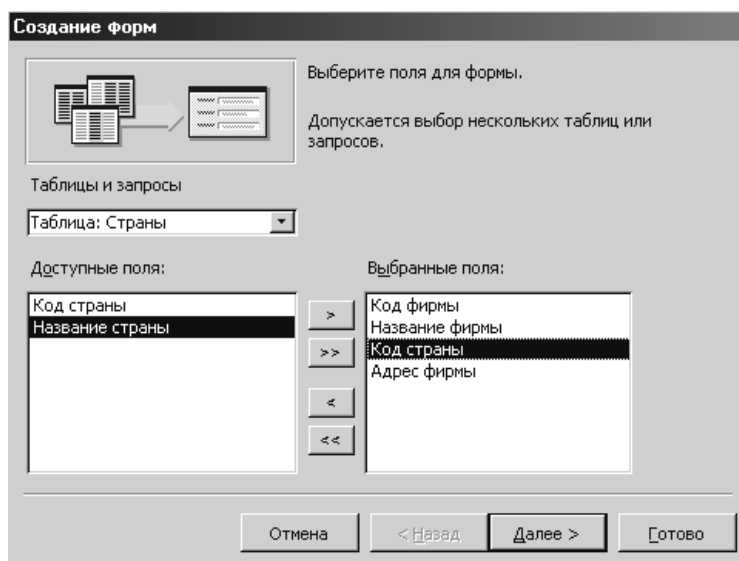 Создание форм
Выберите поля для формы.
Допускается выбор нескольких таблиц или
запросов.
Таблицы и запросы
Таблица: Страны
Доступные поля:
Выбранные поля:
Код страны
Название страны
>
>>
<
<<
Код фирмы
Название фирмы
Код страны
Адрес фирмы
Отмена
< Назад
Далее >
Готово